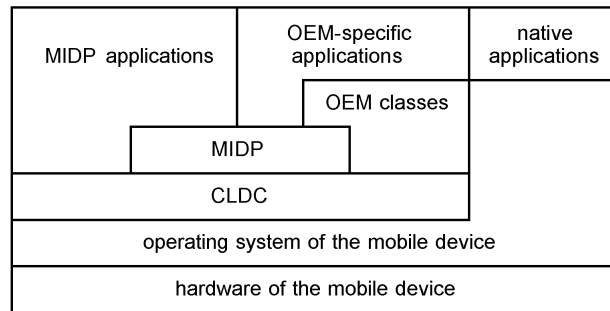 MIDP applications
OEM-specific
applications
native
applications
OEM classes
MIDP
CLDC
operating system of the mobile device
hardware of the mobile device